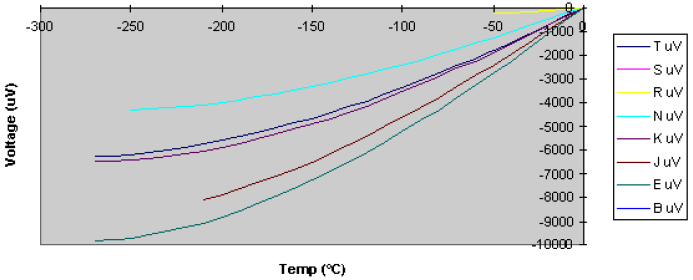 -300 -250 -200 -150 -100 -50 0
0
-1000
-2000
-3000
-4000
-5000
-6000
-7000
-8000
-9000
-10000
Voltage (uV)
Temp (°C)
T uV
S uV
R uV
N uV
K uV
J uV
E uV
B uV